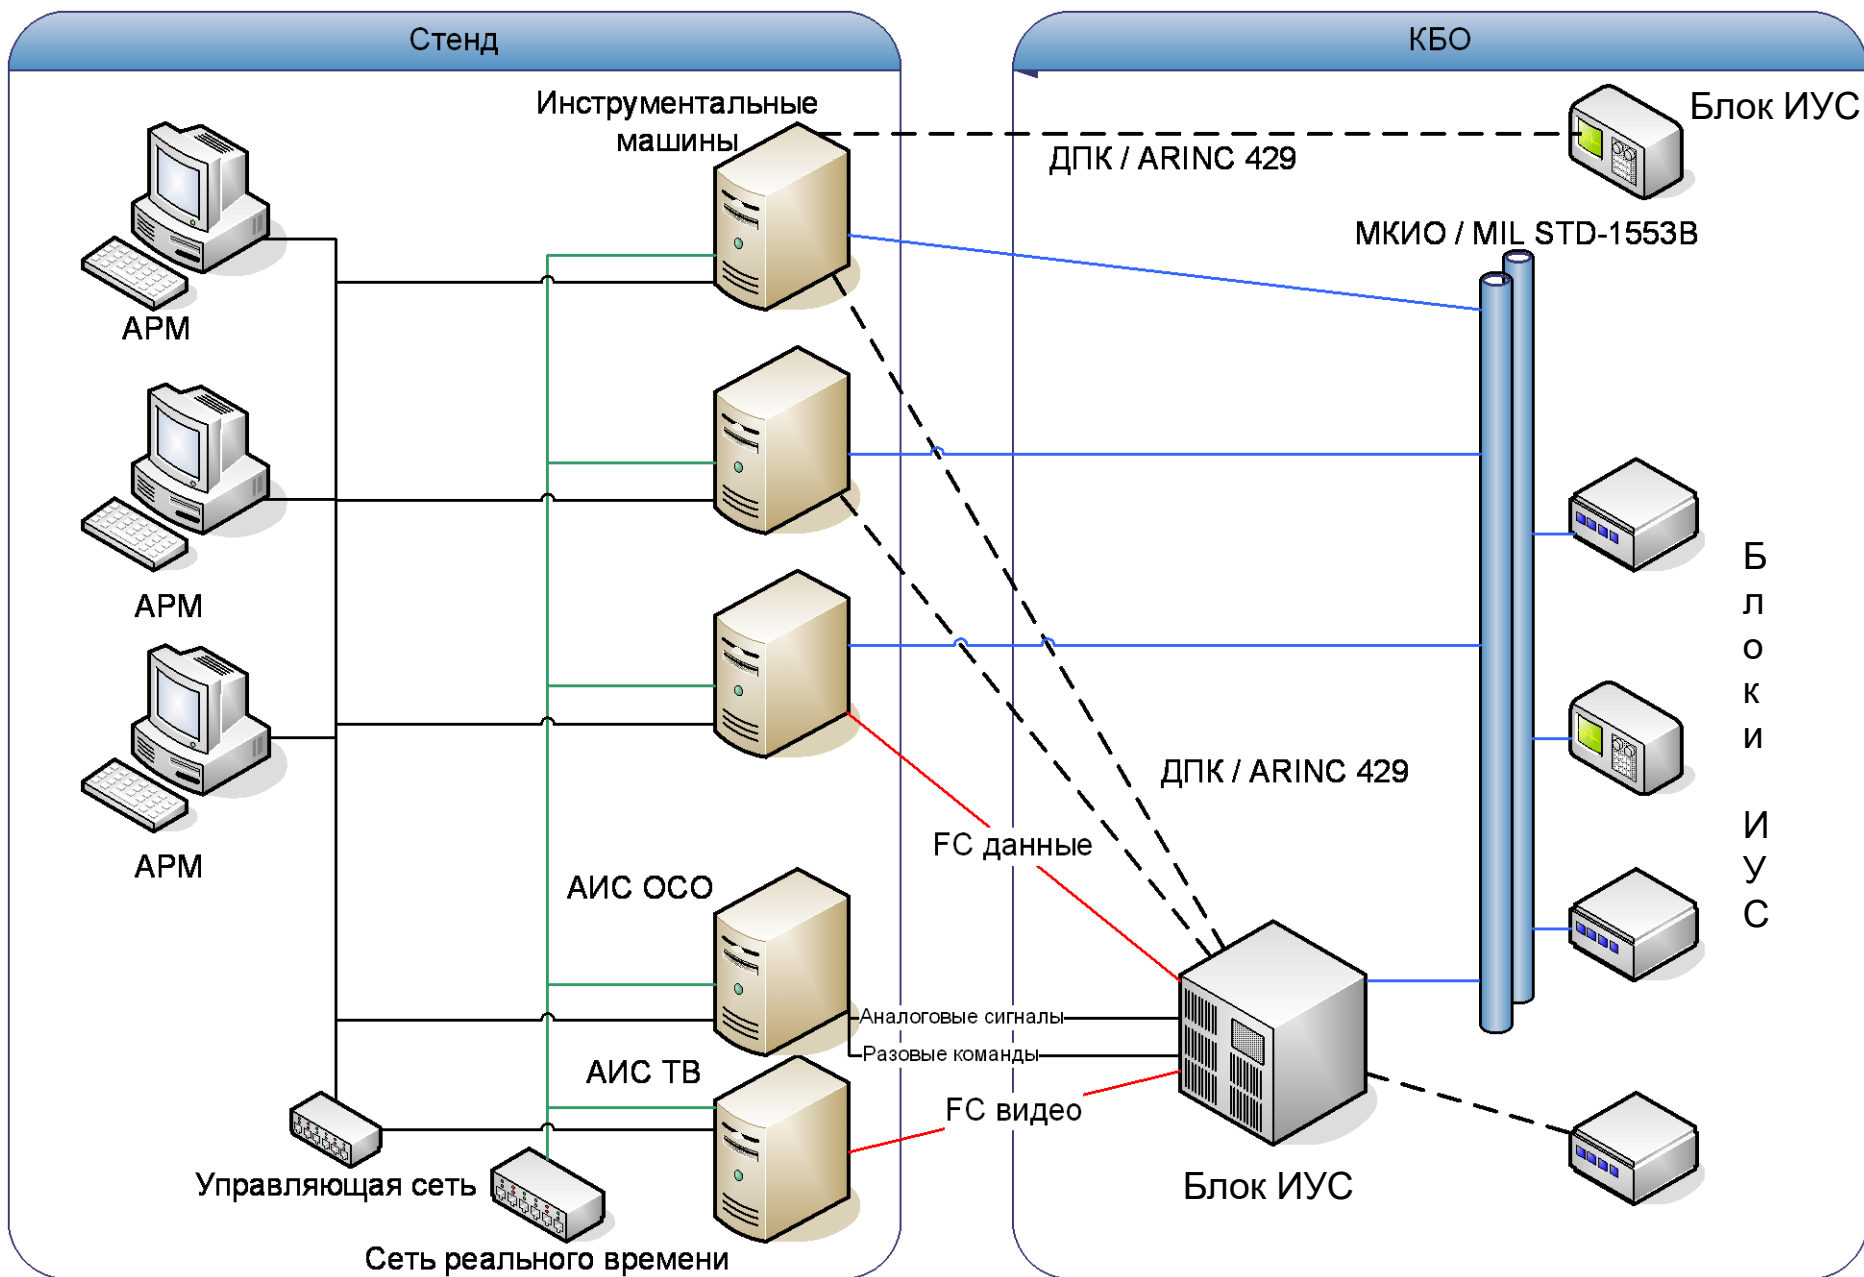 Стенд
КБО
Инструментальные
машины
ДПК / ARINC 429
Блок ИУС
МКИО / MIL STD-1553B
АРМ
АРМ
АРМ
Блоки ИУС
ДПК / ARINC 429
FC данные
АИС ОСО
Аналоговые сигналы
Разовые команды
АИС ТВ
FC видео
Управляющая сеть
Блок ИУС
Сеть реального времени